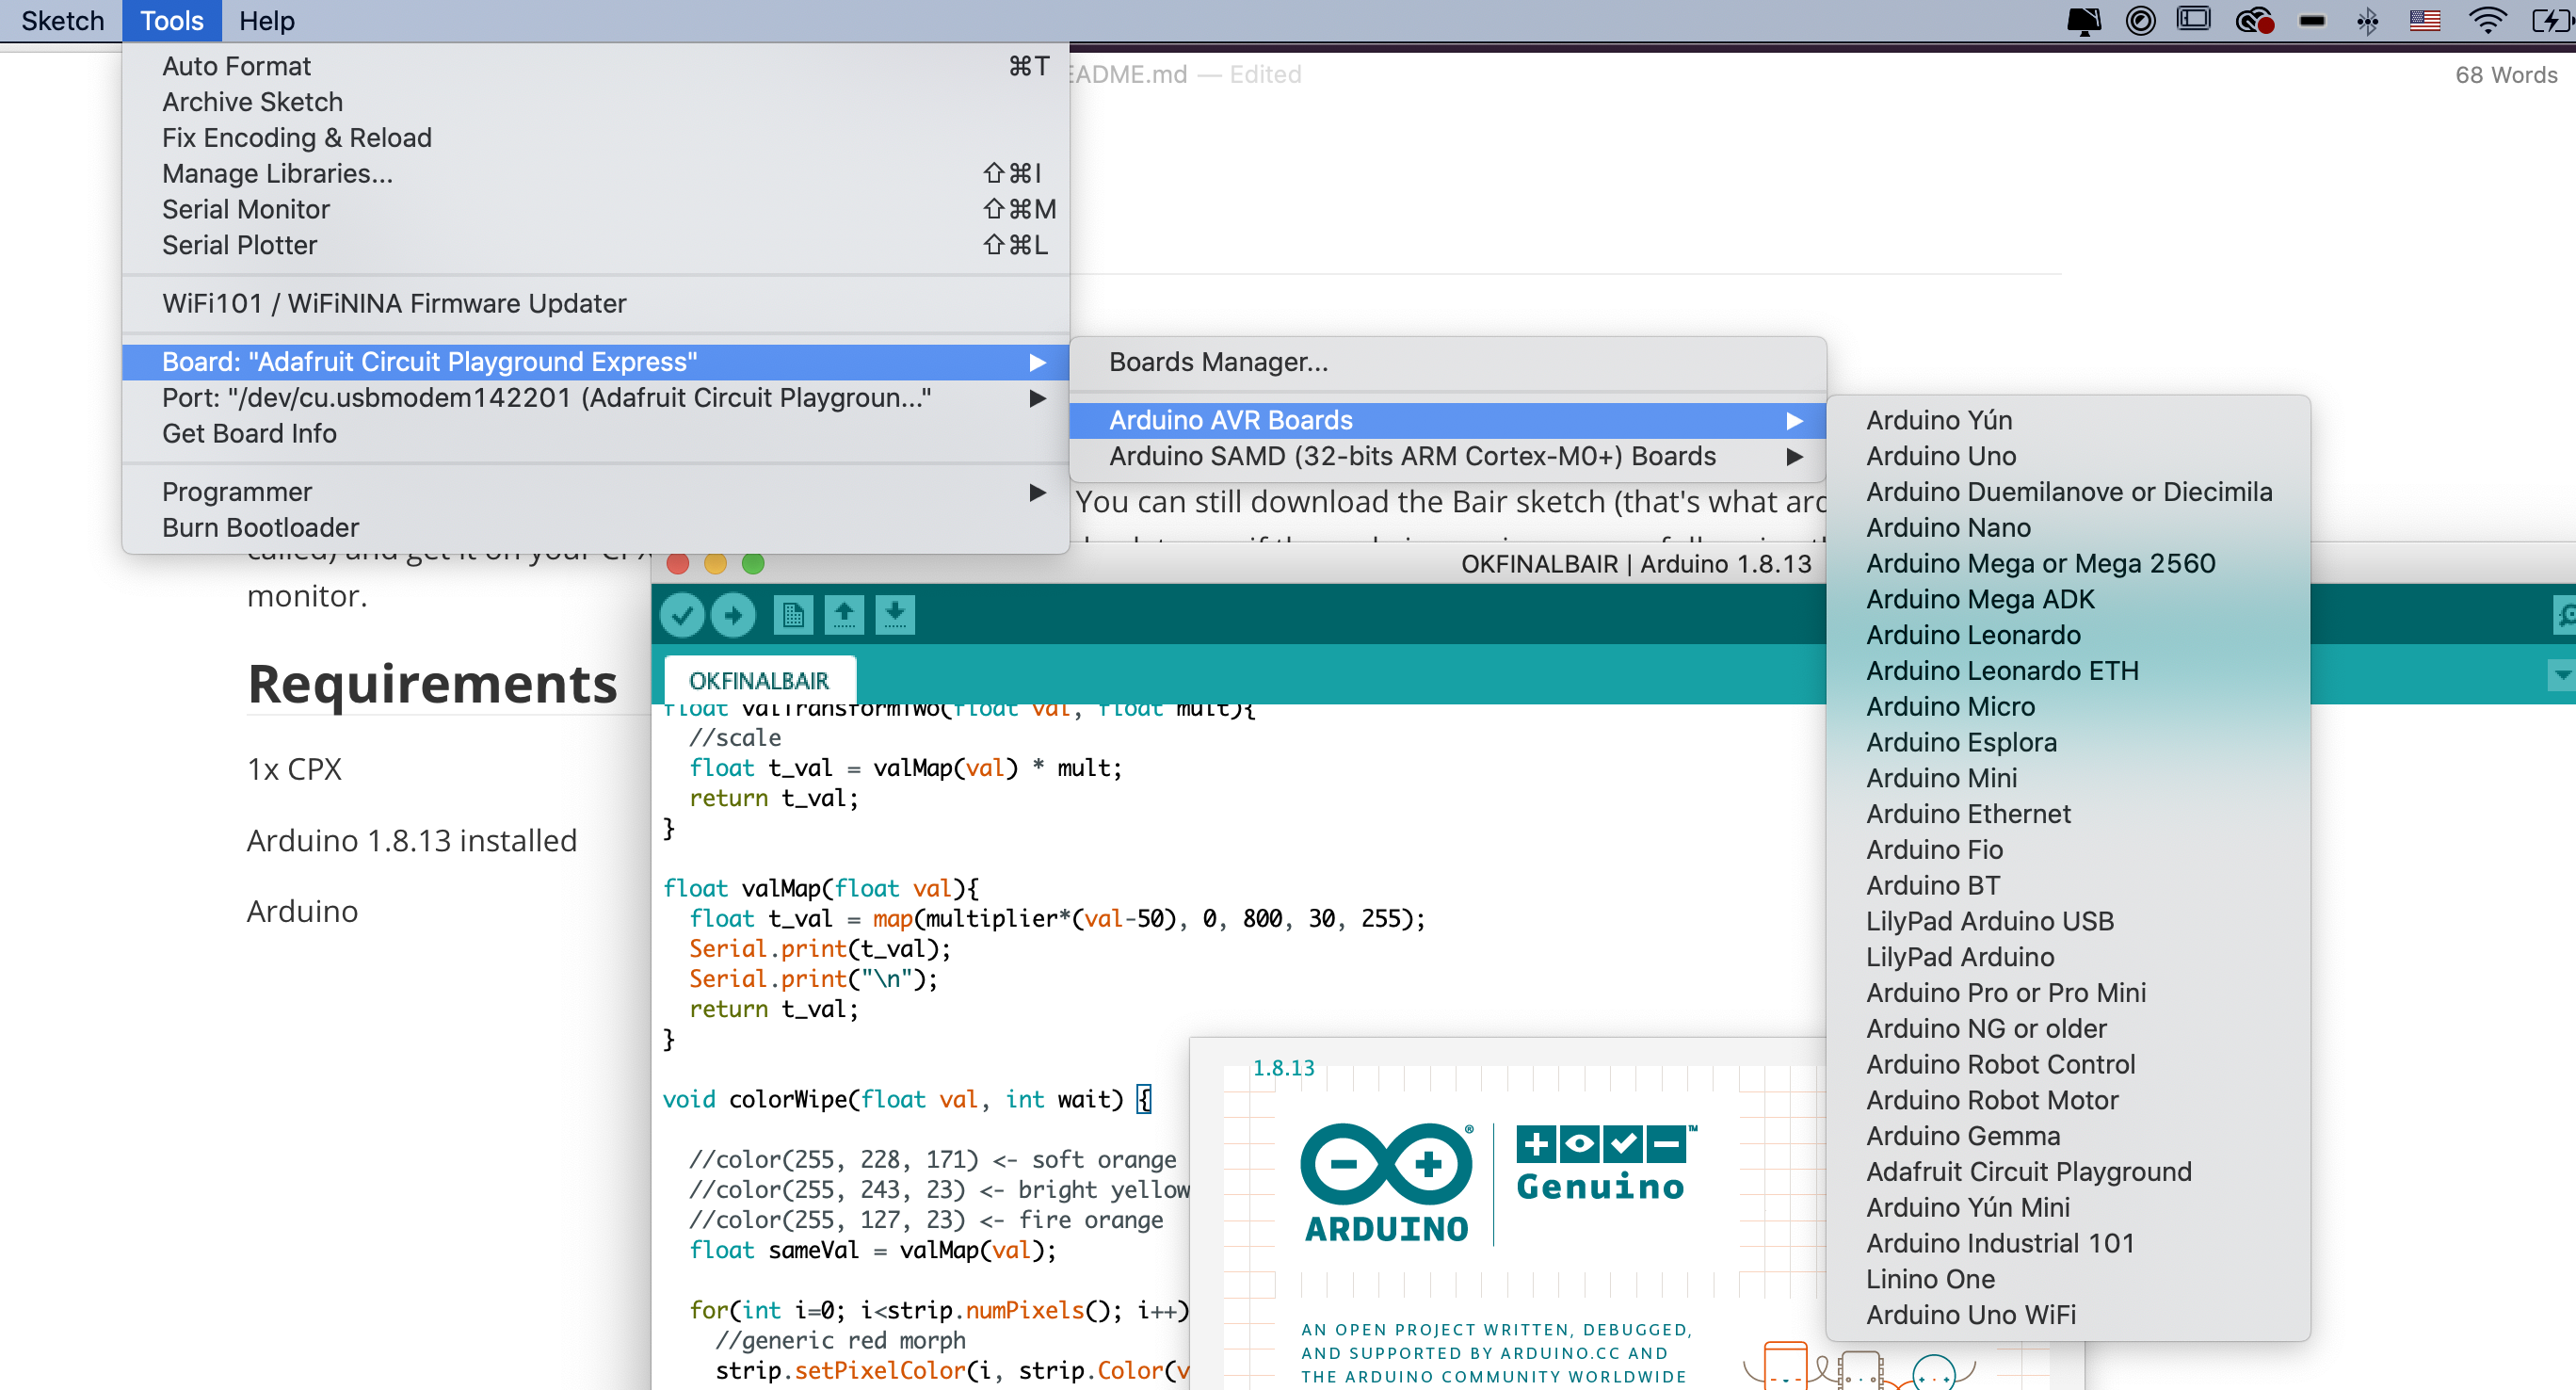 Sketch Tools Help
Auto Format ⌘T
Archive Sketch
Fix Encoding & Reload
Manage Libraries... ⇧⌘I
Serial Monitor ⇧⌘M
Serial Plotter ⇧⌘L
WiFi101 / WiFiNINA Firmware Updater
Board: "Adafruit Circuit Playground Express"
Port: "/dev/cu.usbmodem142201 (Adafruit Circuit Playgroun..."
Get Board Info
Programmer
Burn Bootloader
EADME.md — Edited
68 Words
Boards Manager...
Arduino AVR Boards
Arduino SAMD (32-bits ARM Cortex-M0+) Boards
Arduino Yún
Arduino Uno
Arduino Duemilanove or Diecimila
Arduino Nano
Arduino Mega or Mega 2560
Arduino Mega ADK
Arduino Leonardo
Arduino Leonardo ETH
Arduino Micro
Arduino Esplora
Arduino Mini
Arduino Ethernet
Arduino Fio
Arduino BT
LilyPad Arduino USB
LilyPad Arduino
Arduino Pro or Pro Mini
Arduino NG or older
Arduino Robot Control
Arduino Robot Motor
Arduino Gemma
Adafruit Circuit Playground
Arduino Yún Mini
Arduino Industrial 101
Linino One
Arduino Uno WiFi
You can still download the Bair sketch (that's what ard
called) and get it on your CPX
monitor.
Requirements
1x CPX
Arduino 1.8.13 installed
Arduino
OKFINALBAIR | Arduino 1.8.13
OKFINALBAIR
float valTransformTwo(float val, float mult){
//scale
float t_val = valMap(val) * mult;
return t_val;
}
float valMap(float val){
float t_val = map(multiplier*(val-50), 0, 800, 30, 255);
Serial.print(t_val);
Serial.print("\n");
return t_val;
}
void colorWipe(float val, int wait) {
//color(255, 228, 171) <- soft orange
//color(255, 243, 23) <- bright yellow
//color(255, 127, 23) <- fire orange
float sameVal = valMap(val);
for(int i=0; i<strip.numPixels(); i++)
//generic red morph
strip.setPixelColor(i, strip.Color(v
1.8.13
ARDUINO
®
Genuino
™
AN OPEN PROJECT WRITTEN, DEBUGGED,
AND SUPPORTED BY ARDUINO.CC AND
THE ARDUINO COMMUNITY WORLDWIDE